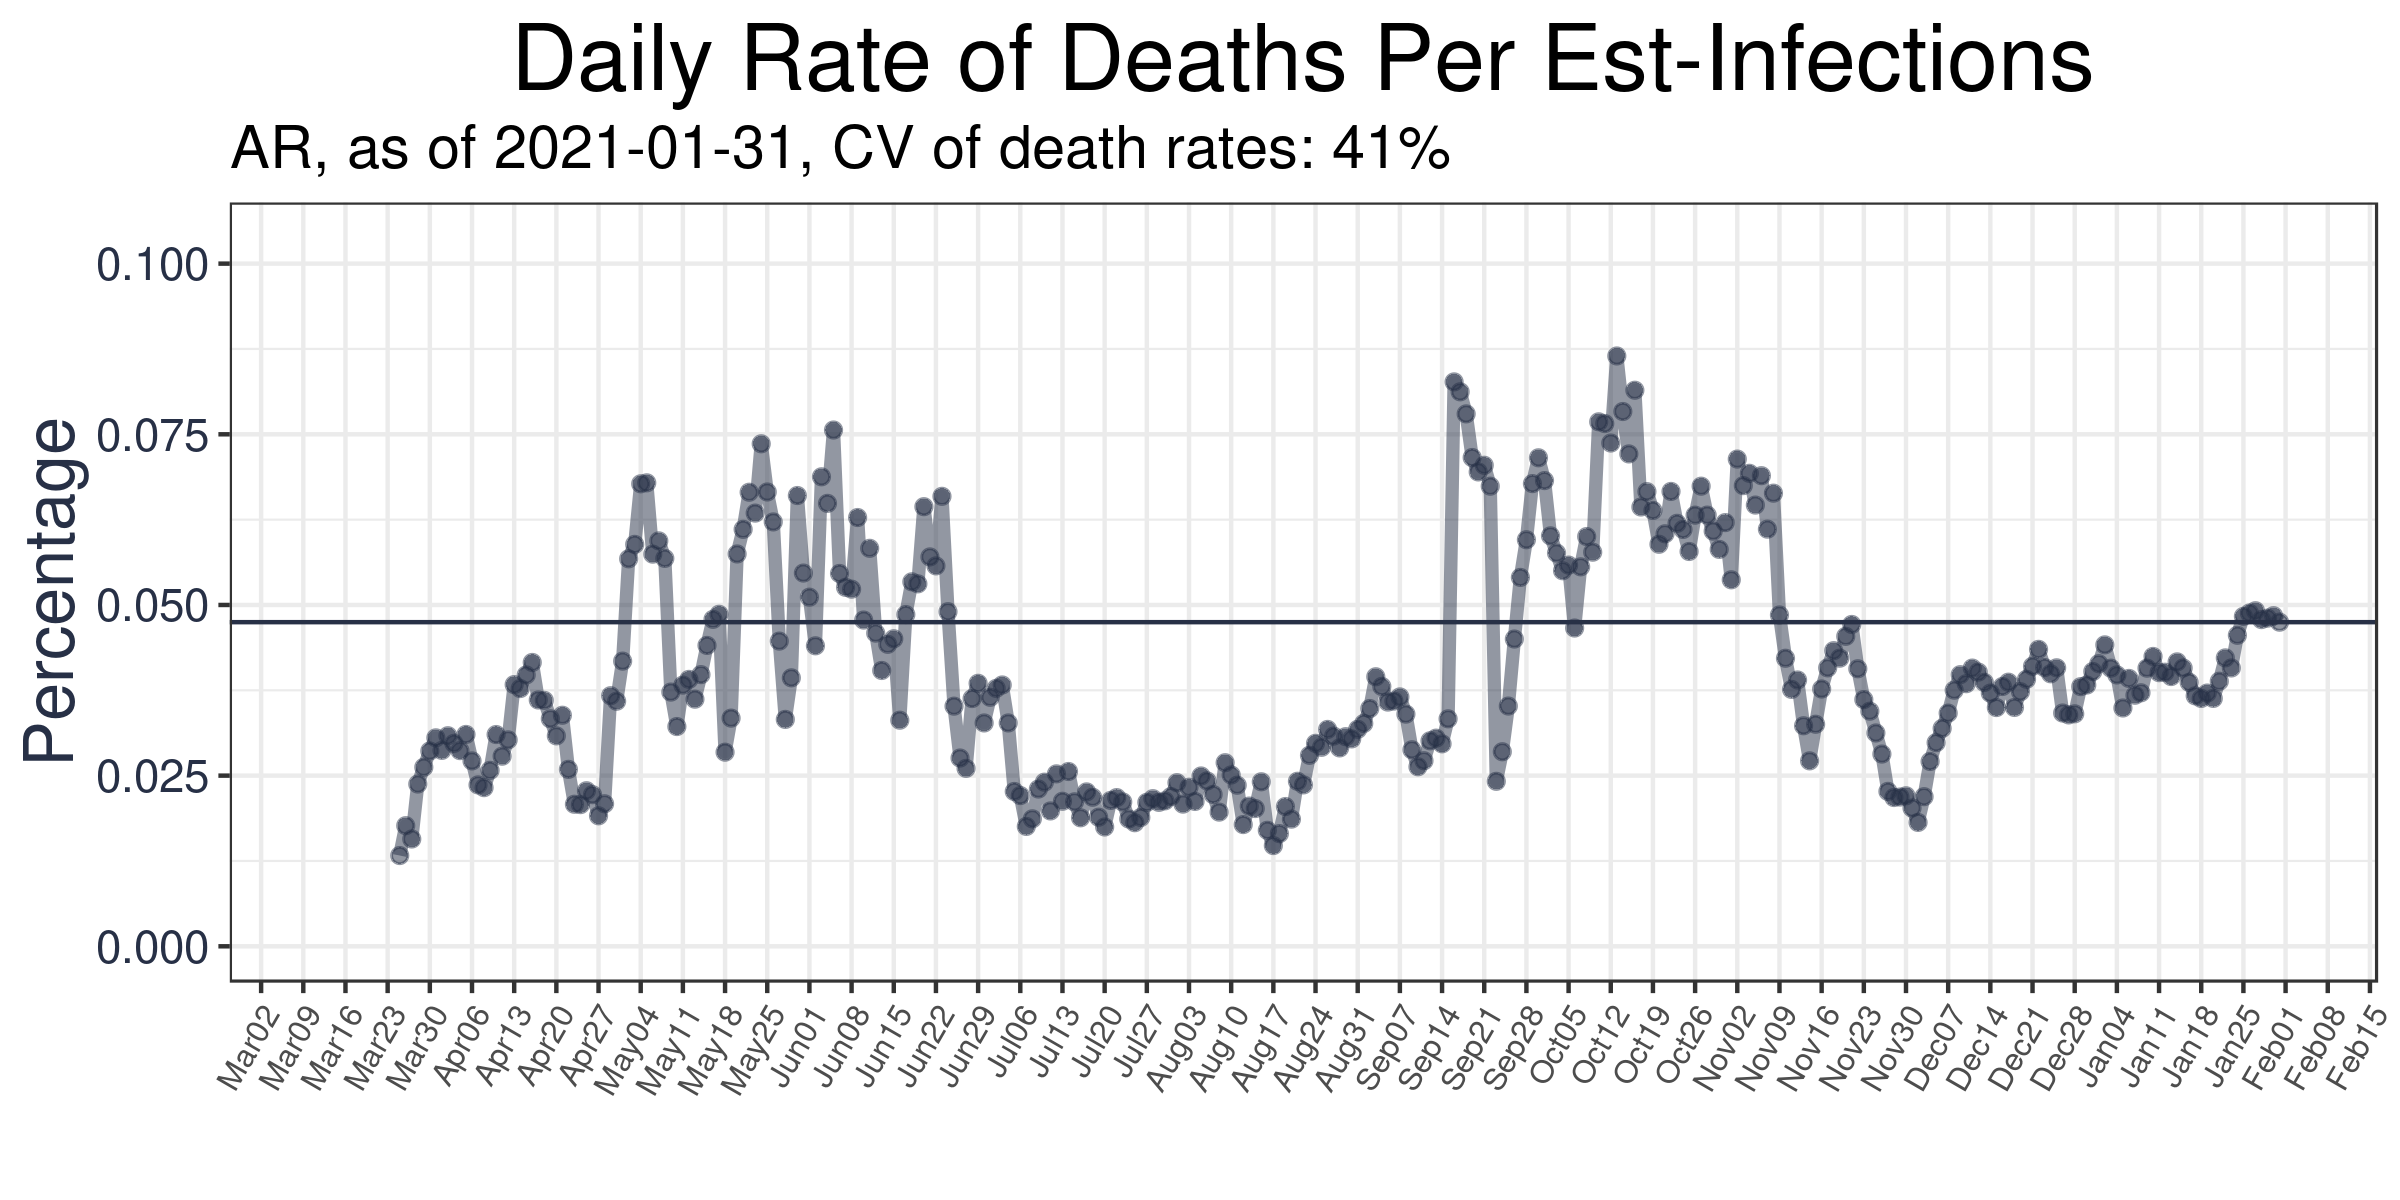 Daily Rate of Deaths Per Est-Infections
AR, as of 2021-01-31, CV of death rates: 41%
Percentage
0.100
0.075
0.050
0.025
0.000
Mar02
Mar09
Mar16
Mar23
Mar30
Apr06
Apr13
Apr20
Apr27
May04
May11
May18
May25
Jun01
Jun08
Jun15
Jun22
Jun29
Jul06
Jul13
Jul20
Jul27
Aug03
Aug10
Aug17
Aug24
Aug31
Sep07
Sep14
Sep21
Sep28
Oct05
Oct12
Oct19
Oct26
Nov02
Nov09
Nov16
Nov23
Nov30
Dec07
Dec14
Dec21
Dec28
Jan04
Jan11
Jan18
Jan25
Feb01
Feb08
Feb15